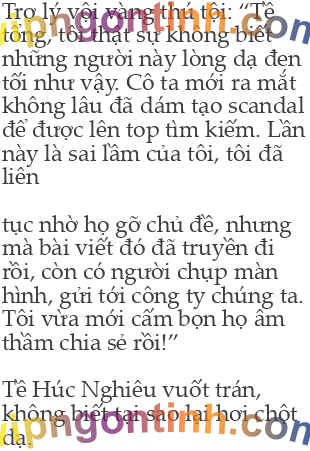 Trợ lý vội vàng thú tội: “Tề
tổng, tôi thật sự không biết
những người này lòng dạ đen
tối như vậy. Cô ta mới ra mắt
không lâu đã dám tạo scandal
để được lên top tìm kiếm. Lần
này là sai lầm của tôi, tôi đã
liên
tục nhờ họ gỡ chủ đề, nhưng
mà bài viết đó đã truyền đi
rồi, còn có người chụp màn
hình, gửi tới công ty chúng ta.
Tôi vừa mới cấm bọn họ âm
thầm chia sẻ rồi!”
Tề Húc Nghiêu vuốt trán,
không biết tại sao lại hơi chột
dạ.
vipngontinh.com
vipngontinh.com